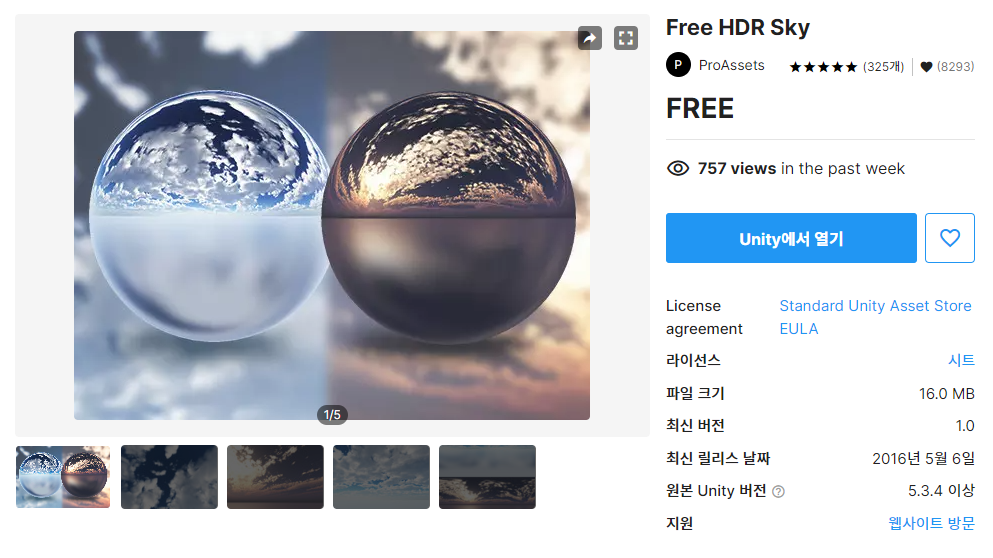 Free HDR Sky
P ProAssets ★★★★★ (325개) ♥ (8293)
FREE
757 views in the past week
Unity에서 열기
License agreement Standard Unity Asset Store EULA
라이선스 시트
파일 크기 16.0 MB
최신 버전 1.0
최신 릴리스 날짜 2016년 5월 6일
원본 Unity 버전 ? 5.3.4 이상
지원 웹사이트 방문
1/5